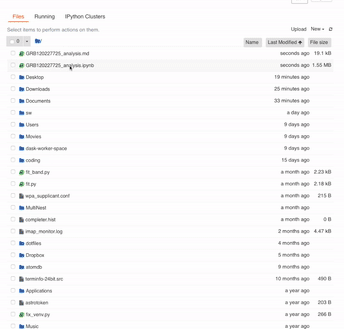 Files Running IPython Clusters
Select items to perform actions on them.
Upload New
0
Name Last Modified File size
GRB120227725_analysis.md seconds ago 19.1 kB
GRB120227725_analysis.ipynb seconds ago 1.55 MB
Desktop 19 minutes ago
Downloads 25 minutes ago
Documents 33 minutes ago
sw a day ago
Users 9 days ago
Movies 9 days ago
dask-worker-space 9 days ago
coding 15 days ago
fit_band.py a month ago 2.23 kB
fit.py a month ago 2.18 kB
wpa_supplicant.conf a month ago 215 B
MultiNest a month ago
completer.hist a month ago 0 B
imap_monitor.log 2 months ago 4.47 kB
dotfiles 4 months ago
Dropbox 5 months ago
atomdb 9 months ago
terminfo-24bit.src 10 months ago 490 B
Applications a year ago
astrotoken a year ago 203 B
fix_venv.py a year ago 266 B
Music a year ago